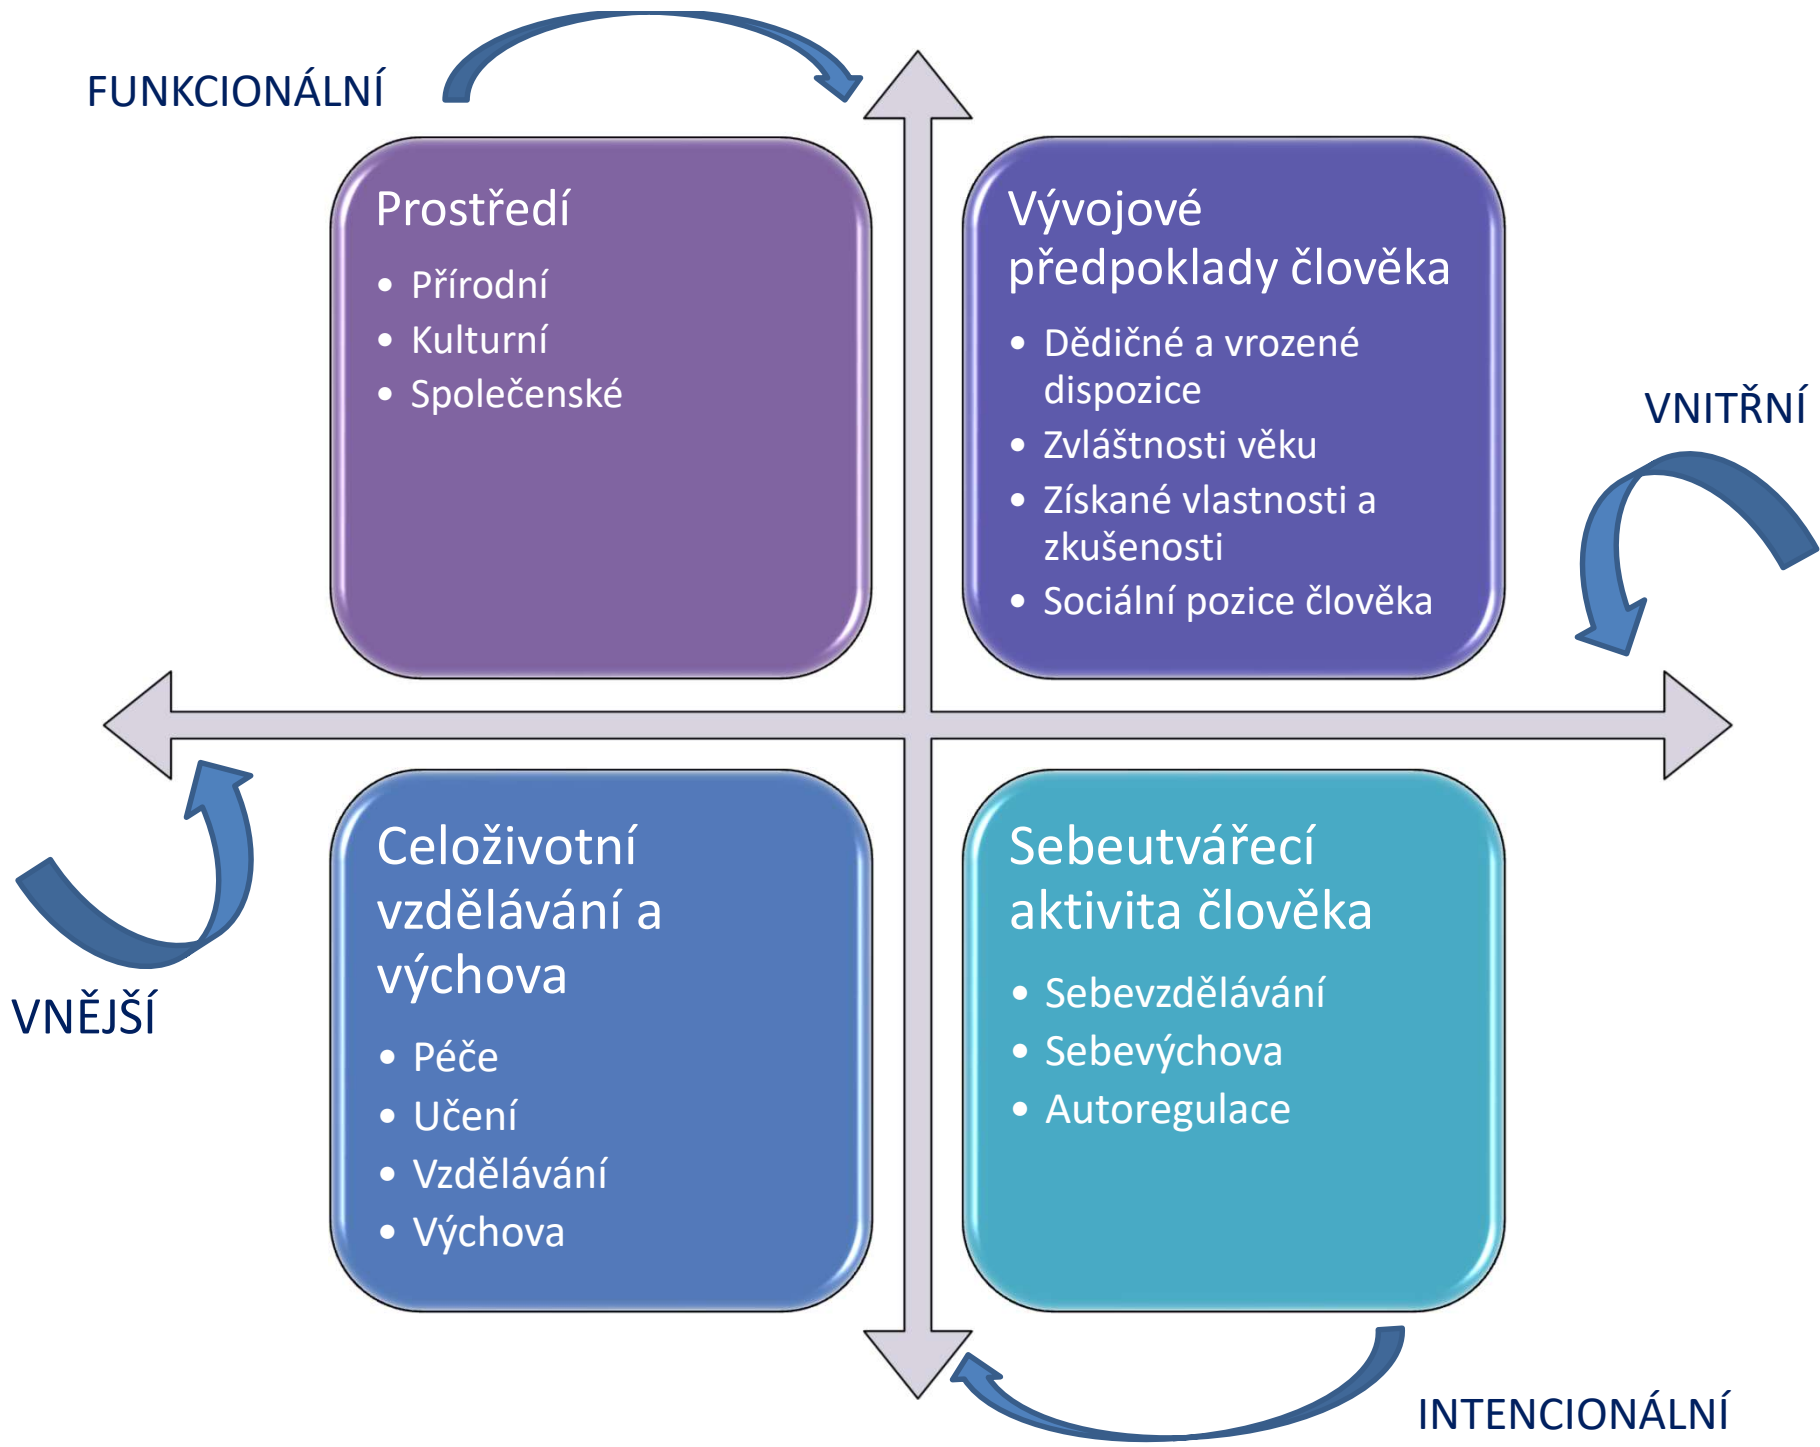 FUNKCIONÁLNÍ
Prostředí
• Přírodní
• Kulturní
• Společenské
Vývojové
předpoklady člověka
• Dědičné a vrozené
dispozice
• Zvláštnosti věku
• Získané vlastnosti a
zkušenosti
• Sociální pozice člověka
VNITŘNÍ
Celoživotní
vzdělávání a
výchova
• Péče
• Učení
• Vzdělávání
• Výchova
VNĚJŠÍ
Sebeutvářecí
aktivita člověka
• Sebevzdělávání
• Sebevýchova
• Autoregulace
INTENCIONÁLNÍ